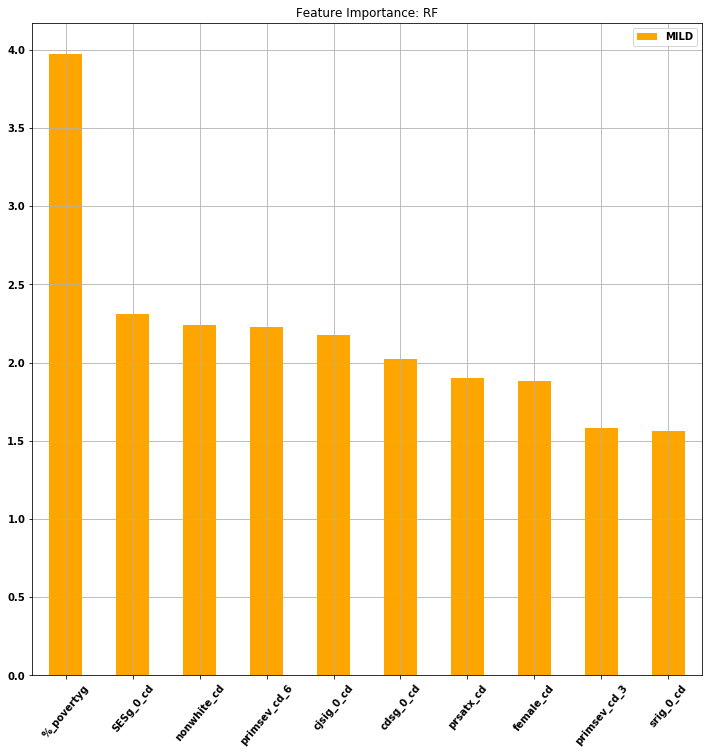 Feature Importance: RF
MILD
4.0
3.5
3.0
2.5
2.0
1.5
1.0
0.5
0.0
%_povertyg
SESg_0_cd
nonwhite_cd
primsev_cd_6
cjsig_0_cd
cdsg_0_cd
prsatx_cd
female_cd
primsev_cd_3
srig_0_cd